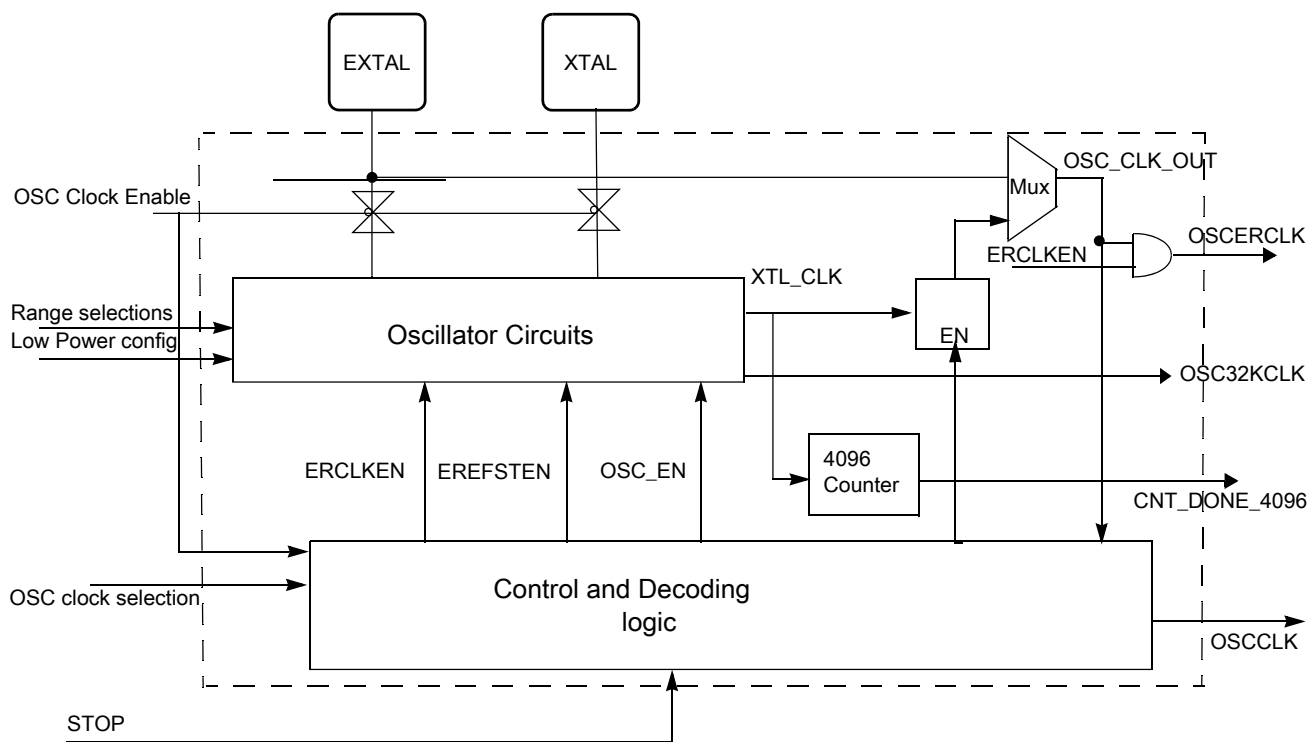 EXTAL
XTAL
OSC_CLK_OUT
Mux
OSC Clock Enable
OSCERCLK
ERCLKEN
XTL_CLK
Range selections
Low Power config
Oscillator Circuits
EN
OSC32KCLK
ERCLKEN
EREFSTEN
OSC_EN
4096
Counter
CNT_DONE_4096
OSC clock selection
Control and Decoding
logic
OSCCLK
STOP